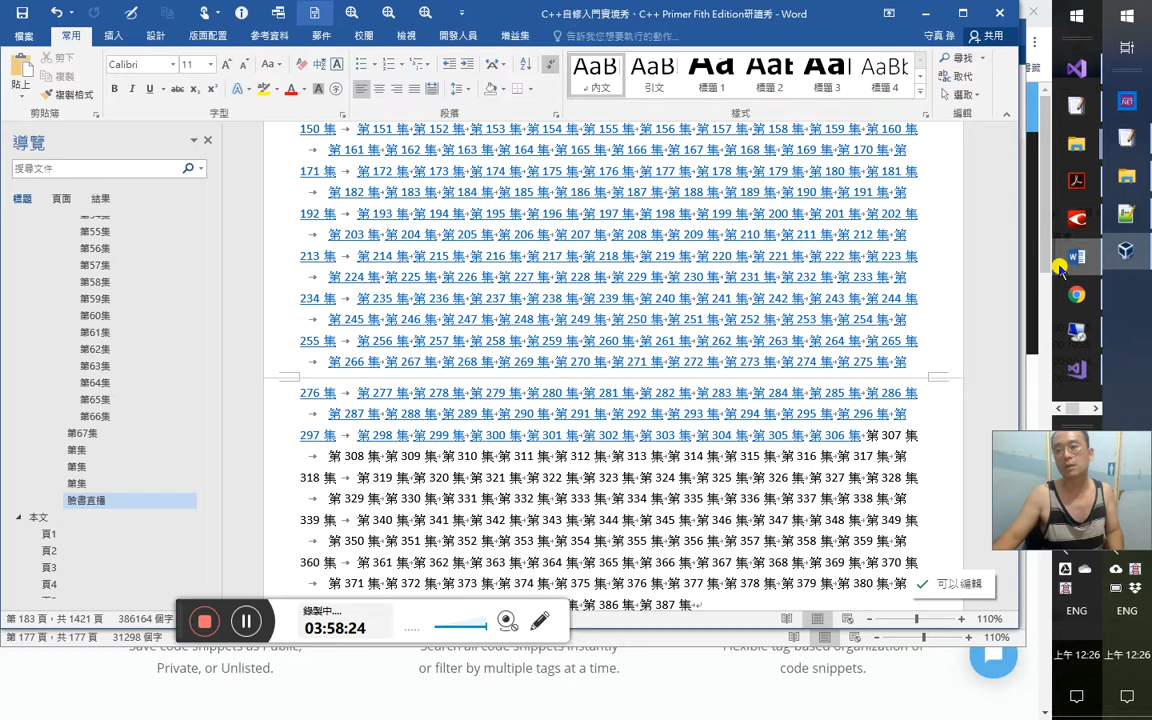 C++自修入門實境秀、C++ Primer Fith Edition研讀秀 - Word
檔案 常用 插入 設計 版面配置 參考資料 郵件 校閱 檢視 開發人員 增益集 告訴我您想要執行的動作... 守真 孫 共用
貼上 剪下 複製 複製格式 剪貼簿
Calibri 11 字型
段落
AaB AaB Aa Aat Aa AaBb
內文 引文 標題 1 標題 2 標題 3 標題 4 樣式
尋找 取代 選取 編輯
導覽
搜尋文件
標題 頁面 結果
第55集
第56集
第57集
第58集
第59集
第60集
第61集
第62集
第63集
第64集
第65集
第66集
第67集
第集
第集
第集
臉書直播
本文
頁1
頁2
頁3
頁4
150 集 → 第 151 集 第 152 集 第 153 集 第 154 集 第 155 集 第 156 集 第 157 集 第 158 集 第 159 集 第 160 集
→ 第 161 集 第 162 集 第 163 集 第 164 集 第 165 集 第 166 集 第 167 集 第 168 集 第 169 集 第 170 集 第
171 集 → 第 172 集 第 173 集 第 174 集 第 175 集 第 176 集 第 177 集 第 178 集 第 179 集 第 180 集 第 181 集
→ 第 182 集 第 183 集 第 184 集 第 185 集 第 186 集 第 187 集 第 188 集 第 189 集 第 190 集 第 191 集 第
192 集 → 第 193 集 第 194 集 第 195 集 第 196 集 第 197 集 第 198 集 第 199 集 第 200 集 第 201 集 第 202 集
→ 第 203 集 第 204 集 第 205 集 第 206 集 第 207 集 第 208 集 第 209 集 第 210 集 第 211 集 第 212 集 第
213 集 → 第 214 集 第 215 集 第 216 集 第 217 集 第 218 集 第 219 集 第 220 集 第 221 集 第 222 集 第 223 集
→ 第 224 集 第 225 集 第 226 集 第 227 集 第 228 集 第 229 集 第 230 集 第 231 集 第 232 集 第 233 集 第
234 集 → 第 235 集 第 236 集 第 237 集 第 238 集 第 239 集 第 240 集 第 241 集 第 242 集 第 243 集 第 244 集
→ 第 245 集 第 246 集 第 247 集 第 248 集 第 249 集 第 250 集 第 251 集 第 252 集 第 253 集 第 254 集 第
255 集 → 第 256 集 第 257 集 第 258 集 第 259 集 第 260 集 第 261 集 第 262 集 第 263 集 第 264 集 第 265 集
→ 第 266 集 第 267 集 第 268 集 第 269 集 第 270 集 第 271 集 第 272 集 第 273 集 第 274 集 第 275 集 第
276 集 → 第 277 集 第 278 集 第 279 集 第 280 集 第 281 集 第 282 集 第 283 集 第 284 集 第 285 集 第 286 集
→ 第 287 集 第 288 集 第 289 集 第 290 集 第 291 集 第 292 集 第 293 集 第 294 集 第 295 集 第 296 集 第
297 集 → 第 298 集 第 299 集 第 300 集 第 301 集 第 302 集 第 303 集 第 304 集 第 305 集 第 306 集 第 307 集
→ 第 308 集 第 309 集 第 310 集 第 311 集 第 312 集 第 313 集 第 314 集 第 315 集 第 316 集 第 317 集 第
318 集 → 第 319 集 第 320 集 第 321 集 第 322 集 第 323 集 第 324 集 第 325 集 第 326 集 第 327 集 第 328 集
→ 第 329 集 第 330 集 第 331 集 第 332 集 第 333 集 第 334 集 第 335 集 第 336 集 第 337 集 第 338 集 第
339 集 → 第 340 集 第 341 集 第 342 集 第 343 集 第 344 集 第 345 集 第 346 集 第 347 集 第 348 集 第 349 集
→ 第 350 集 第 351 集 第 352 集 第 353 集 第 354 集 第 355 集 第 356 集 第 357 集 第 358 集 第 359 集 第
360 集 → 第 361 集 第 362 集 第 363 集 第 364 集 第 365 集 第 366 集 第 367 集 第 368 集 第 369 集 第 370 集
→ 第 371 集 第 372 集 第 373 集 第 374 集 第 375 集 第 376 集 第 377 集 第 378 集 第 379 集 第 380 集 第
集 第 386 集 第 387 集
可以編輯
錄製中....
03:58:24
第 183 頁，共 1421 頁 386164 個字 110%
第 177 頁，共 177 頁 31298 個字 110%
Save code snippets as Public,
Private, or Unlisted.
Search all code snippets instantly
or filter by multiple tags at a time.
Flexible tag based organization of
code snippets.
ENG ENG
上午 12:26 上午 12:26